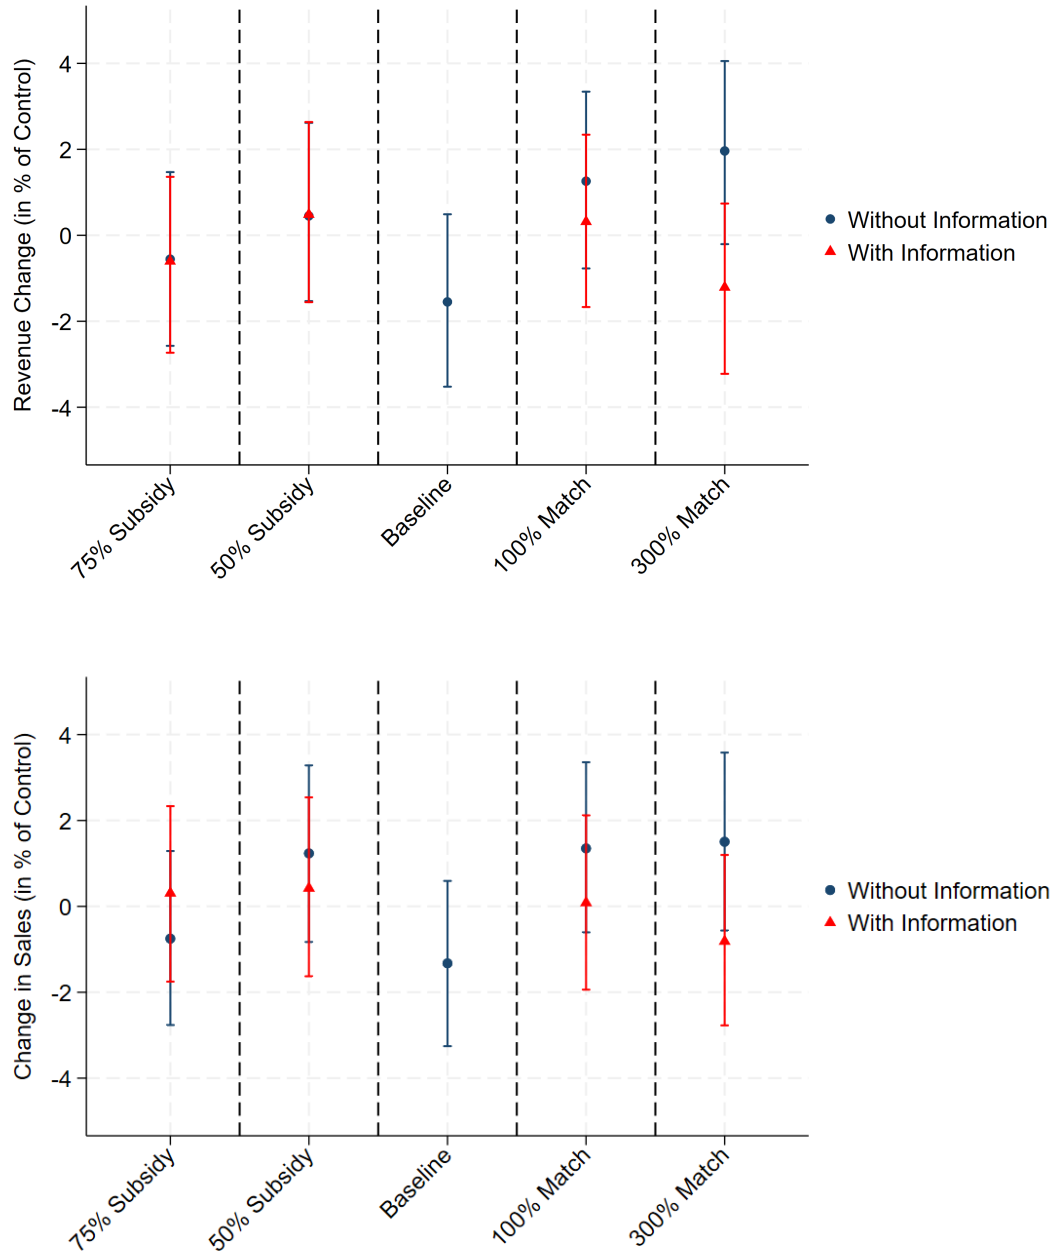 Revenue Change (in % of Control)
4
2
0
-2
-4
75% Subsidy
50% Subsidy
Baseline
100% Match
300% Match
Without Information
With Information
Change in Sales (in % of Control)
4
2
0
-2
-4
75% Subsidy
50% Subsidy
Baseline
100% Match
300% Match
Without Information
With Information